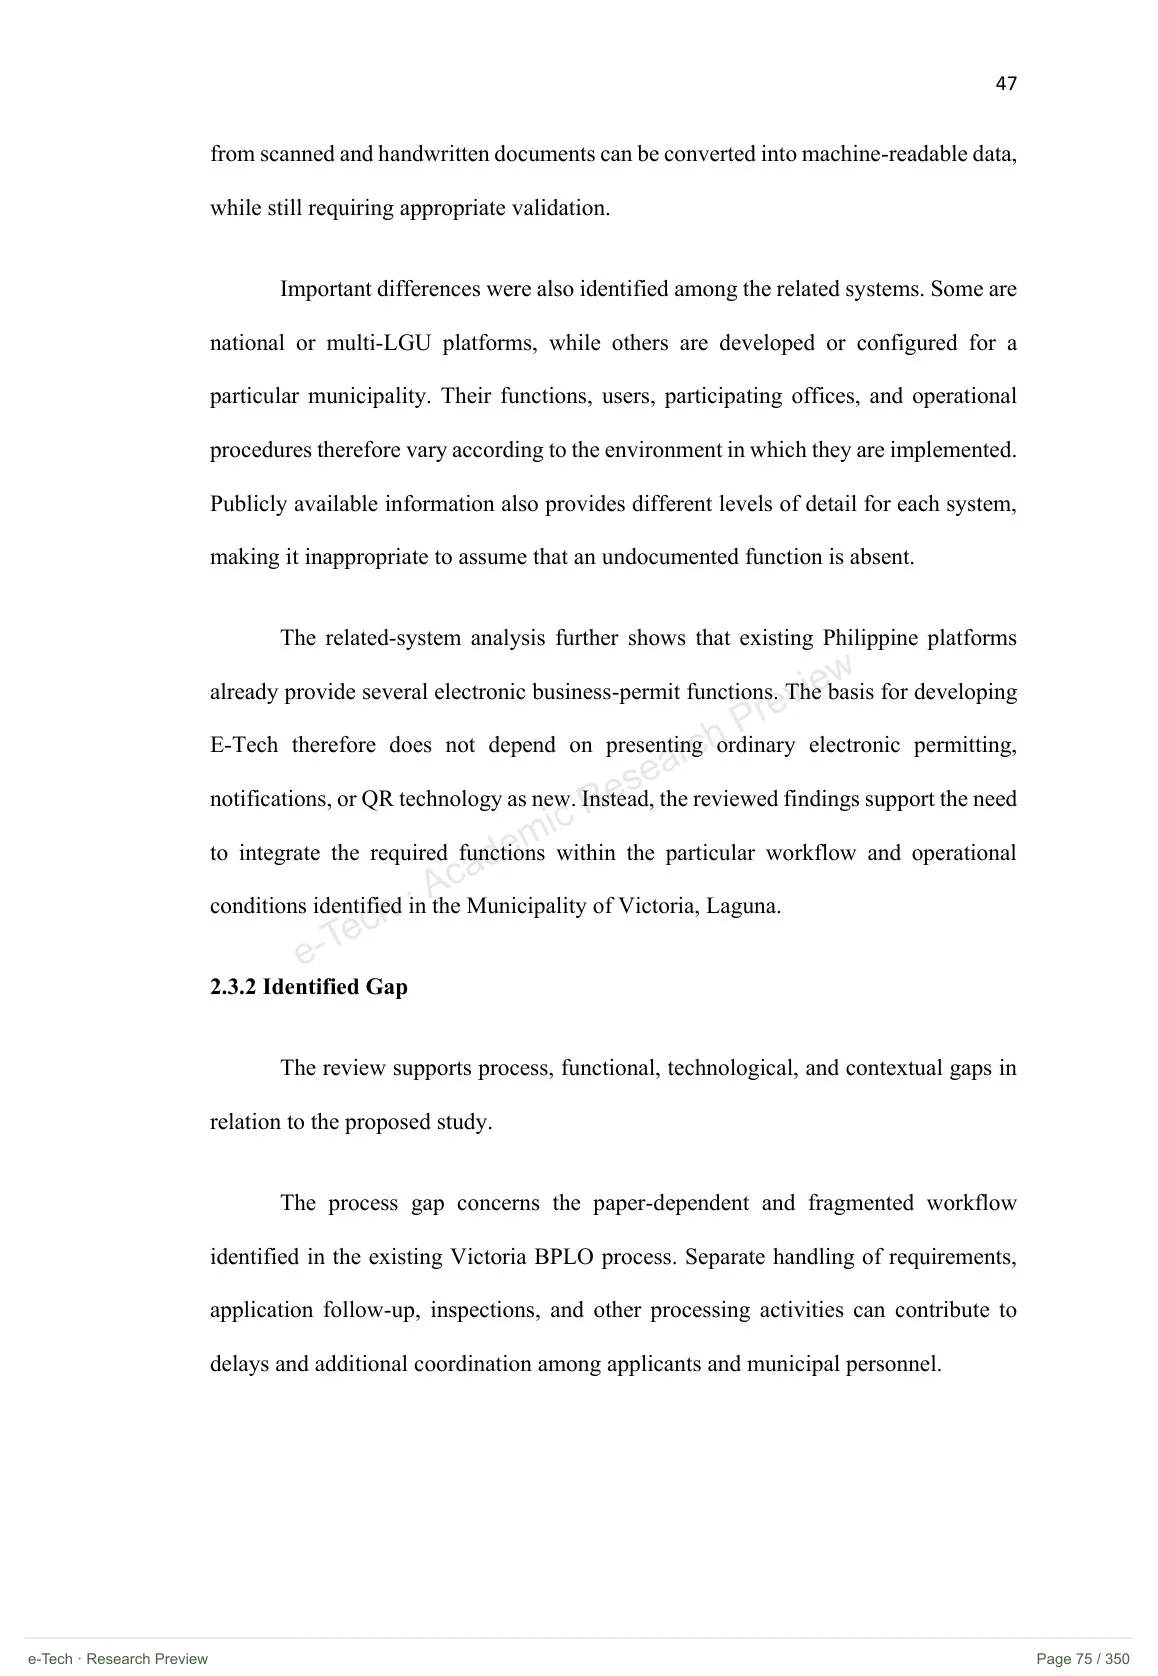 47
from scanned and handwritten documents can be converted into machine-readable data,
while still requiring appropriate validation.
Important differences were also identified among the related systems. Some are
national or multi-LGU platforms, while others are developed or configured for a
particular municipality. Their functions, users, participating offices, and operational
procedures therefore vary according to the environment in which they are implemented.
Publicly available information also provides different levels of detail for each system,
making it inappropriate to assume that an undocumented function is absent.
The related-system analysis further shows that existing Philippine platforms
already provide several electronic business-permit functions. The basis for developing
E-Tech therefore does not depend on presenting ordinary electronic permitting,
notifications, or QR technology as new. Instead, the reviewed findings support the need
to integrate the required functions within the particular workflow and operational
conditions identified in the Municipality of Victoria, Laguna.
e-Tech · Academic Research Preview
2.3.2 Identified Gap
The review supports process, functional, technological, and contextual gaps in
relation to the proposed study.
The process gap concerns the paper-dependent and fragmented workflow
identified in the existing Victoria BPLO process. Separate handling of requirements,
application follow-up, inspections, and other processing activities can contribute to
delays and additional coordination among applicants and municipal personnel.
e-Tech · Research Preview
Page 75 / 350